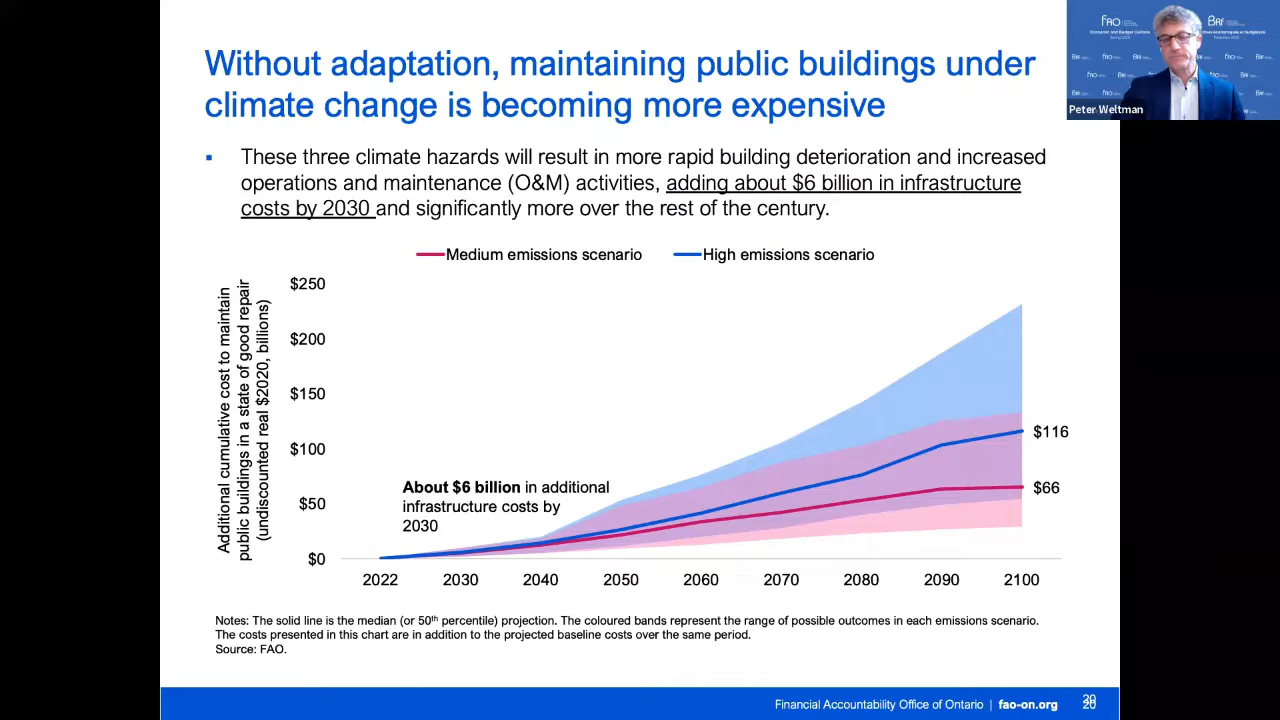 Without adaptation, maintaining public buildings under
climate change is becoming more expensive
These three climate hazards will result in more rapid building deterioration and increased
operations and maintenance (O&M) activities, adding about $6 billion in infrastructure
costs by 2030 and significantly more over the rest of the century.
Medium emissions scenario
High emissions scenario
Additional cumulative cost to maintain
public buildings in a state of good repair
(undiscounted real $2020, billions)
$250
$200
$150
$100
$50
$0
About $6 billion in additional
infrastructure costs by
2030
$116
$66
2022 2030 2040 2050 2060 2070 2080 2090 2100
Notes: The solid line is the median (or 50th percentile) projection. The coloured bands represent the range of possible outcomes in each emissions scenario.
The costs presented in this chart are in addition to the projected baseline costs over the same period.
Source: FAO.
Financial Accountability Office of Ontario | fao-on.org
FAO
Economic and Budget Outlook
Peter Weltman